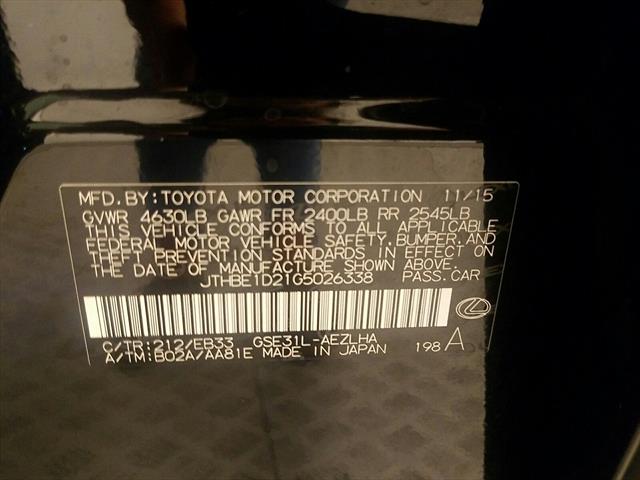 MFD. BY: TOYOTA MOTOR CORPORATION 11/15
GVWR 4630LB GAWR FR 2400LB RR 2545LB
THIS VEHICLE CONFORMS TO ALL APPLICABLE
FEDERAL MOTOR VEHICLE SAFETY, BUMPER, AND
THEFT PREVENTION STANDARDS IN EFFECT ON
THE DATE OF MANUFACTURE SHOWN ABOVE.
JTHBE1D21G5026338 PASS. CAR
C/TR: 212/EB33 GSE31L-AEZLHA
A/TM: B02A/AA81E MADE IN JAPAN 198 A